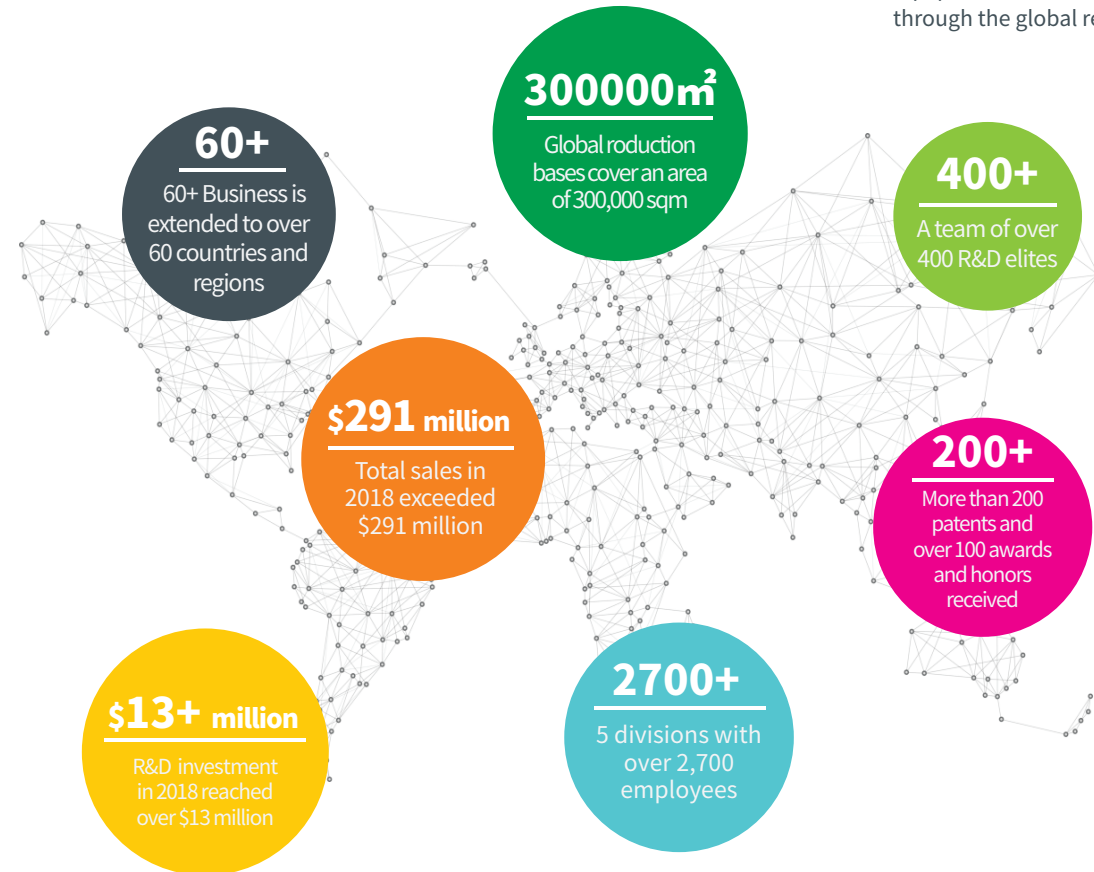 through the global re
300000㎡
Global roduction
bases cover an area
of 300,000 sqm
60+
60+ Business is
extended to over
60 countries and
regions
400+
A team of over
400 R&D elites
$291 million
Total sales in
2018 exceeded
$291 million
200+
More than 200
patents and
over 100 awards
and honors
received
$13+ million
R&D investment
in 2018 reached
over $13 million
2700+
5 divisions with
over 2,700
employees